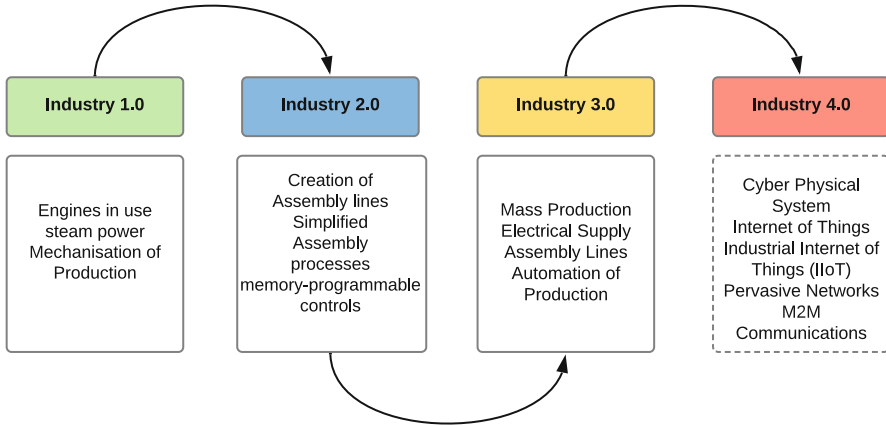 Industry 1.0
Industry 2.0
Industry 3.0
Industry 4.0
Engines in use
steam power
Mechanisation of
Production
Creation of
Assembly lines
Simplified
Assembly
processes
memory-programmable
controls
Mass Production
Electrical Supply
Assembly Lines
Automation of
Production
Cyber Physical
System
Internet of Things
Industrial Internet of
Things (IIoT)
Pervasive Networks
M2M
Communications